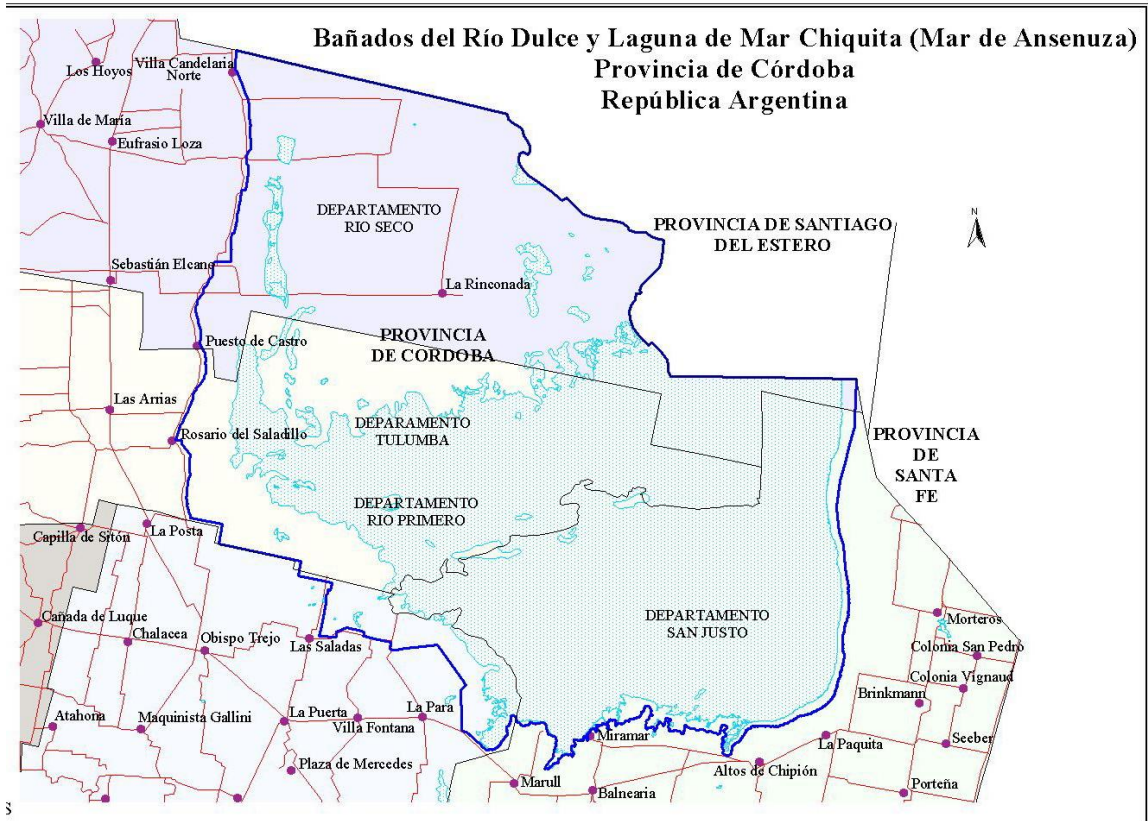 Bañados del Río Dulce y Laguna de Mar Chiquita (Mar de Ansenuza)
Provincia de Córdoba
República Argentina
Los Hoyos
Villa Candelaria
Norte
Villa de María
Eufrasio Loza
DEPARTAMENTO
RIO SECO
PROVINCIA DE SANTIAGO
DEL ESTERO
N
Sebastián Elcano
La Rinconada
Puesto de Castro
PROVINCIA
DE CORDOBA
Las Arrias
Rosario del Saladillo
DEPARAMENTO
TULUMBA
PROVINCIA
DE
SANTA
FE
DEPARTAMENTO
RIO PRIMERO
Capilla de Sitón
La Posta
Cañada de Luque
Chalacea
Obispo Trejo
Las Saladas
DEPARTAMENTO
SAN JUSTO
Morteros
Colonia San Pedro
Colonia Vignaud
Brinkmann
Atahona
Maquinista Gallini
La Puerta
Villa Fontana
La Para
Miramar
La Paquita
Seeber
Plaza de Mercedes
Marull
Balnearia
Altos de Chipión
Porteña
S